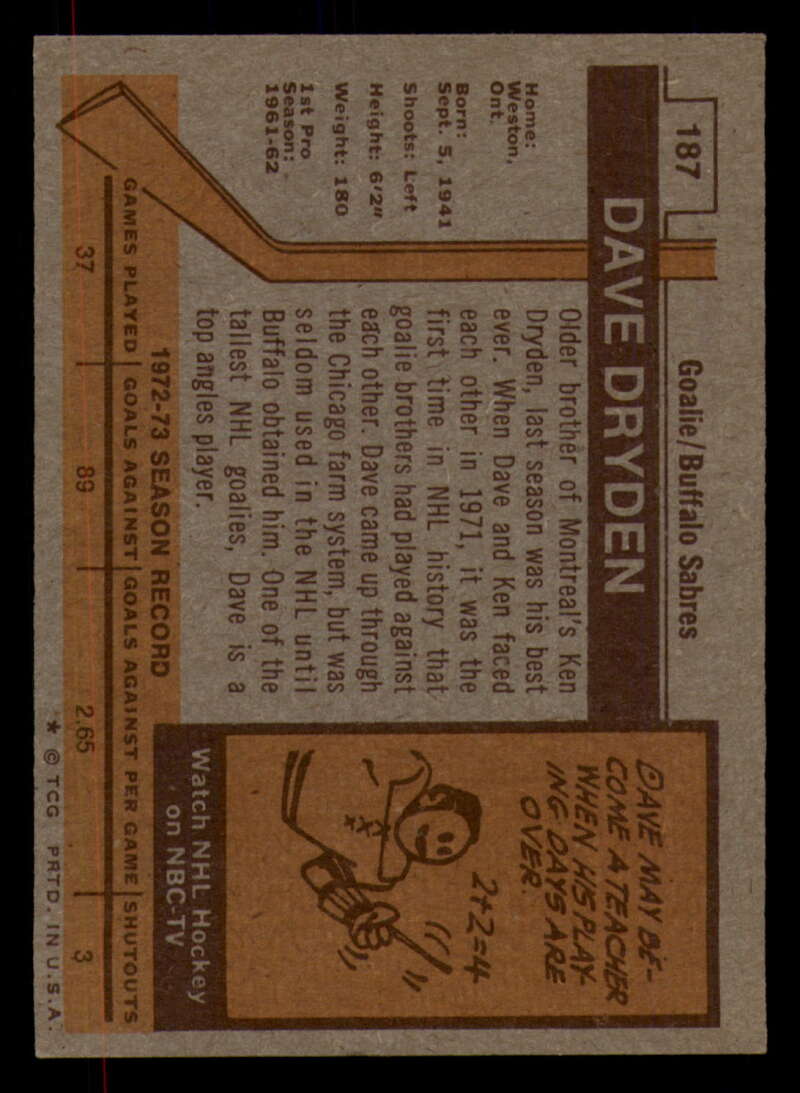 187
Goalie/Buffalo Sabres
DAVE DRYDEN
Home:
Weston,
Ont.
Born:
Sept. 5, 1941
Shoots: Left
Height: 6'2"
Weight: 180
1st Pro
Season:
1961-62
Older brother of Montreal's Ken
Dryden, last season was his best
ever. When Dave and Ken faced
each other in 1971, it was the
first time in NHL history that
goalie brothers had played against
each other. Dave came up through
the Chicago farm system, but was
seldom used in the NHL until
Buffalo obtained him. One of the
tallest NHL goalies, Dave is a
top angles player.
DAVE MAY BE-
COME A TEACHER
WHEN HIS PLAY-
ING DAYS ARE
OVER.
2+2=4
Watch NHL Hockey
on NBC-TV
1972-73 SEASON RECORD
GAMES PLAYED GOALS AGAINST GOALS AGAINST PER GAME SHUTOUTS
37 89 2.65 3
* © TCG PRTD. IN U.S.A.